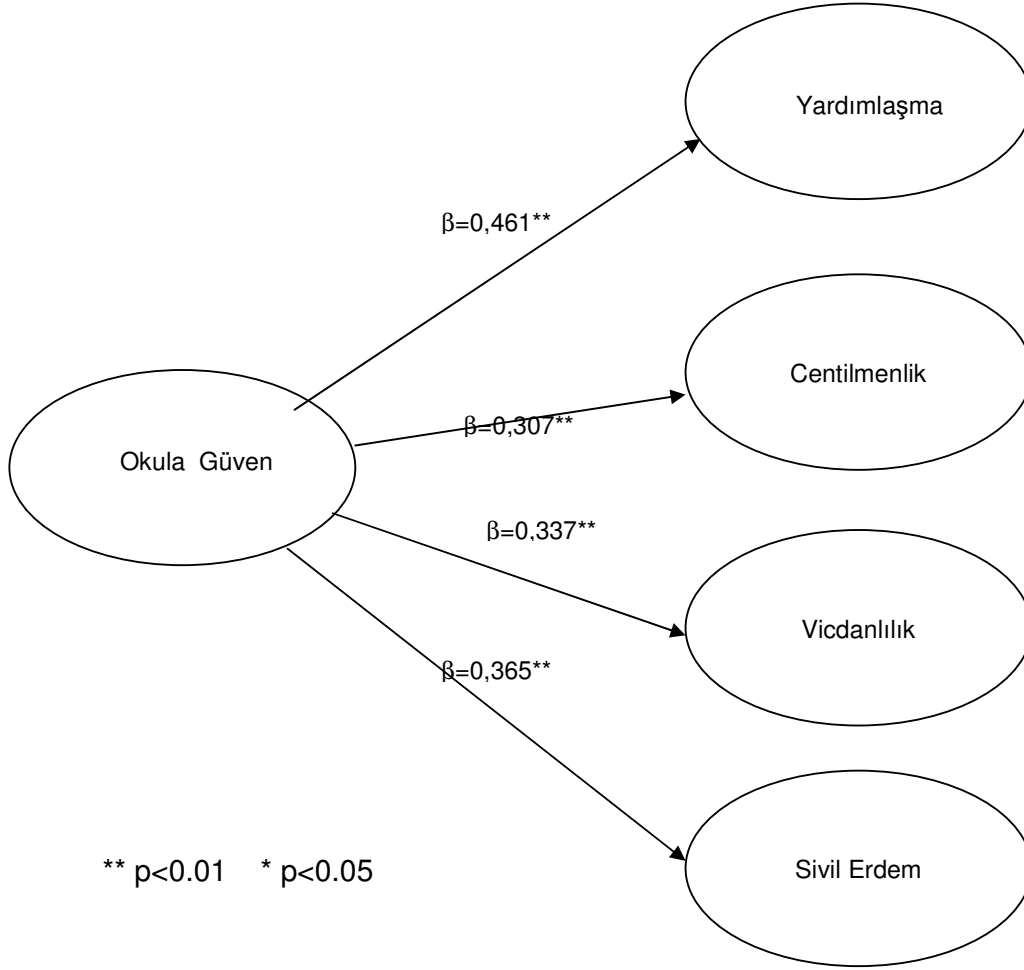 Yardımlaşma
β=0,461**
Centilmenlik
β=0,307**
Okula Güven
β=0,337**
Vicdanlılık
β=0,365**
Sivil Erdem
** p<0.01 * p<0.05